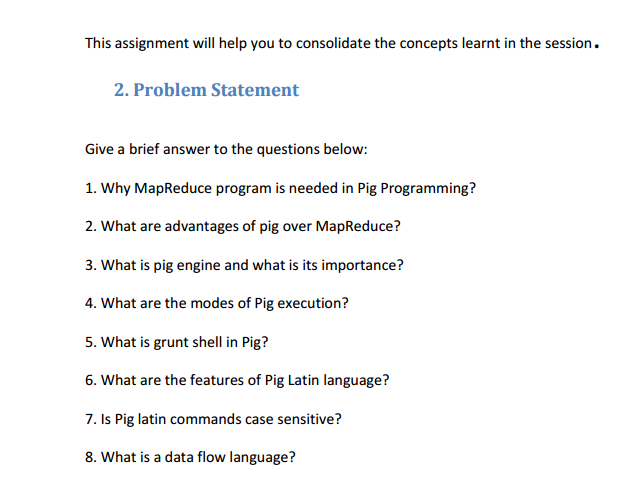 This assignment will help you to consolidate the concepts learnt in the session.
2. Problem Statement
Give a brief answer to the questions below:
1. Why MapReduce program is needed in Pig Programming?
2. What are advantages of pig over MapReduce?
3. What is pig engine and what is its importance?
4. What are the modes of Pig execution?
5. What is grunt shell in Pig?
6. What are the features of Pig Latin language?
7. Is Pig latin commands case sensitive?
8. What is a data flow language?